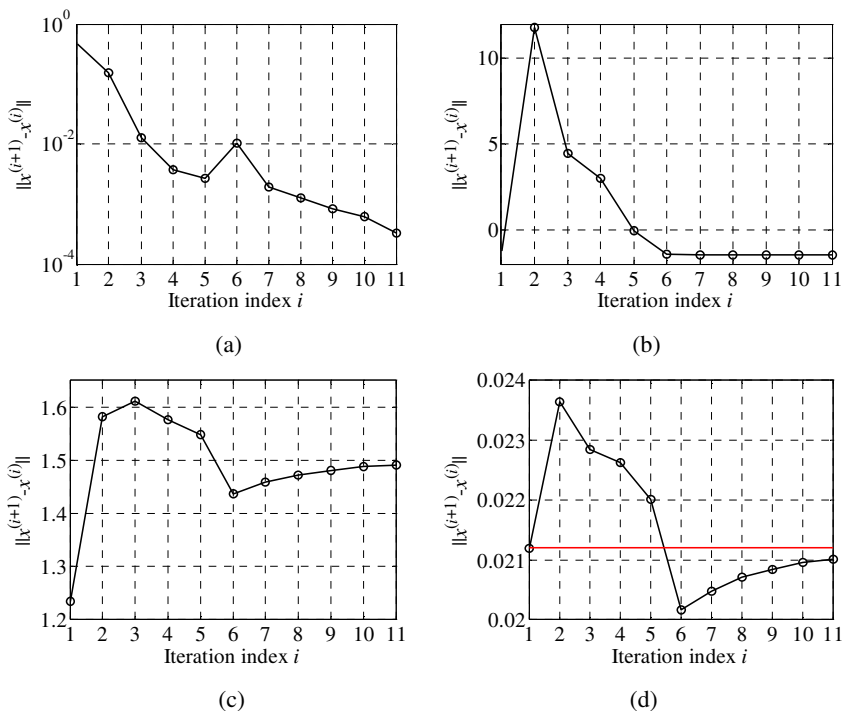 10^0
10^-2
10^-4
||x^(i+1)-x^(i)||
1 2 3 4 5 6 7 8 9 10 11
Iteration index i
(a)
10
5
0
||x^(i+1)-x^(i)||
1 2 3 4 5 6 7 8 9 10 11
Iteration index i
(b)
1.6
1.5
1.4
1.3
1.2
||x^(i+1)-x^(i)||
1 2 3 4 5 6 7 8 9 10 11
Iteration index i
(c)
0.024
0.023
0.022
0.021
0.02
||x^(i+1)-x^(i)||
1 2 3 4 5 6 7 8 9 10 11
Iteration index i
(d)